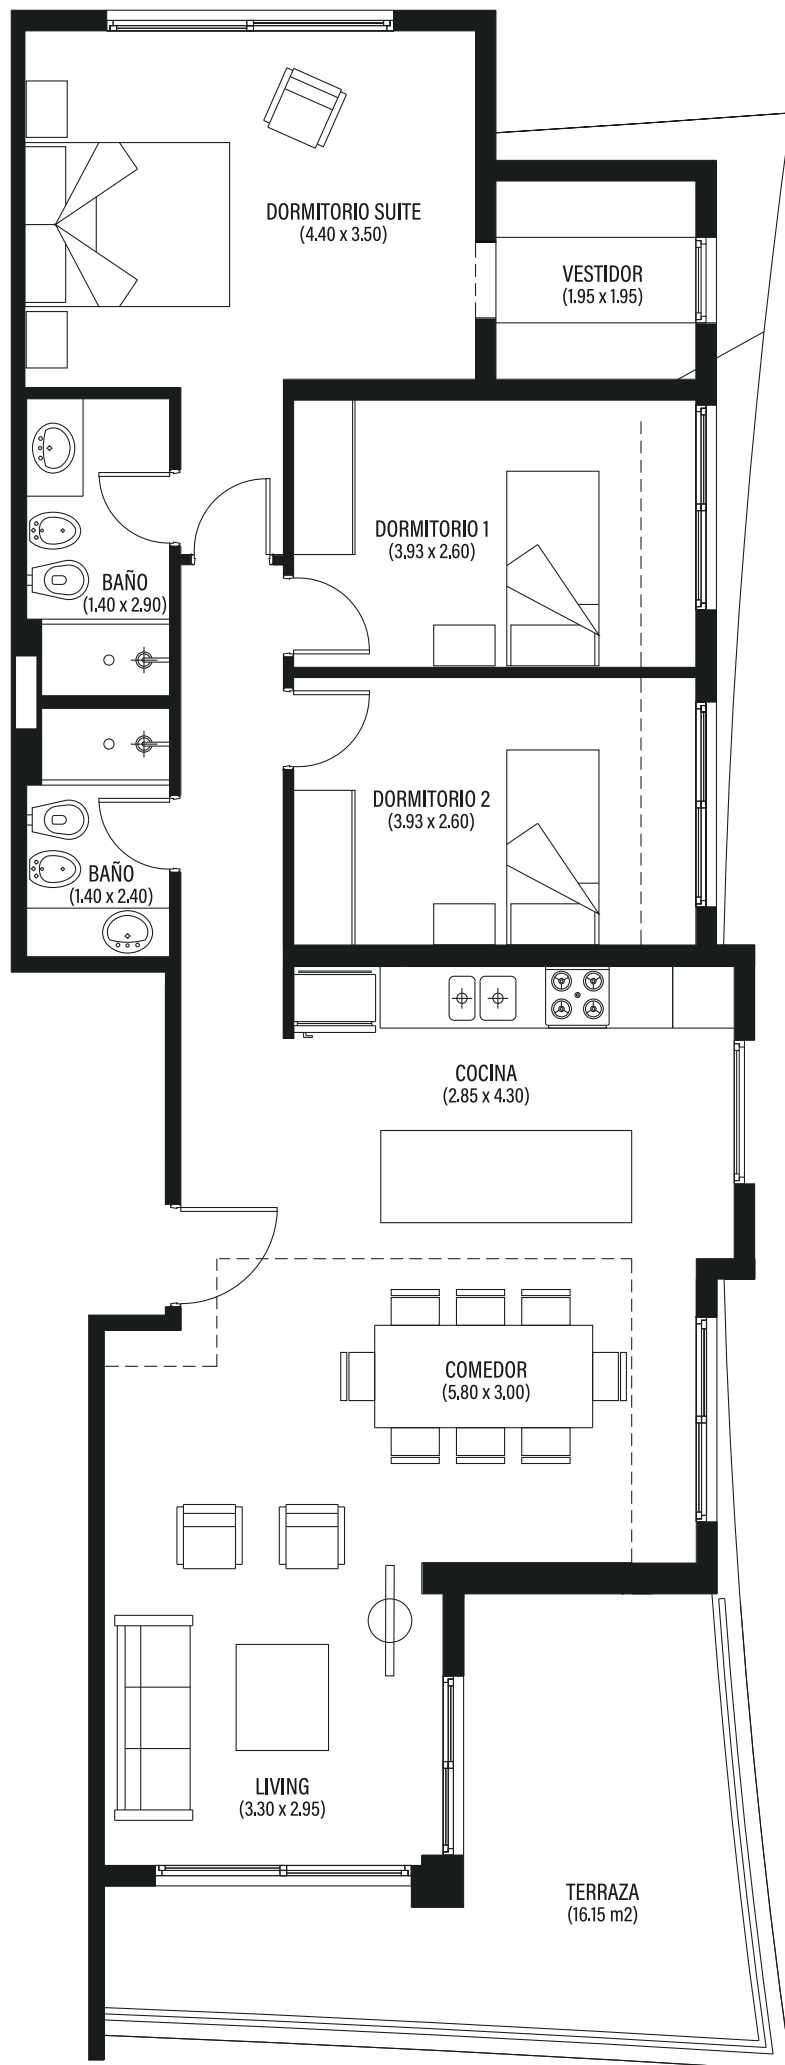 DORMITORIO SUITE
(4.40 x 3.50)
VESTIDOR
(1.95 x 1.95)
DORMITORIO 1
(3.93 x 2.60)
BAÑO
(1.40 x 2.90)
DORMITORIO 2
(3.93 x 2.60)
BAÑO
(1.40 x 2.40)
COCINA
(2.85 x 4.30)
COMEDOR
(5.80 x 3.00)
LIVING
(3.30 x 2.95)
TERRAZA
(16.15 m2)